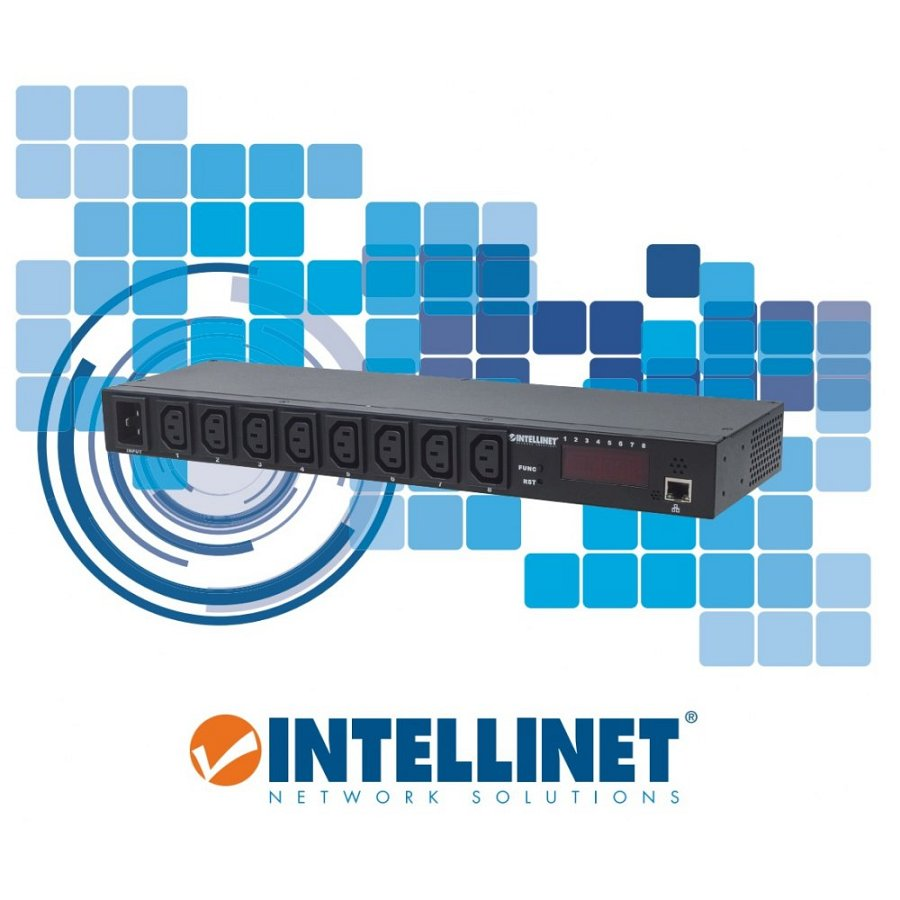 INTELLINET
1 2 3 4 5 6 7 8
INPUT
1 2 3 4 5 6 7 8
FUNC
RST
INTELLINET®
NETWORK SOLUTIONS